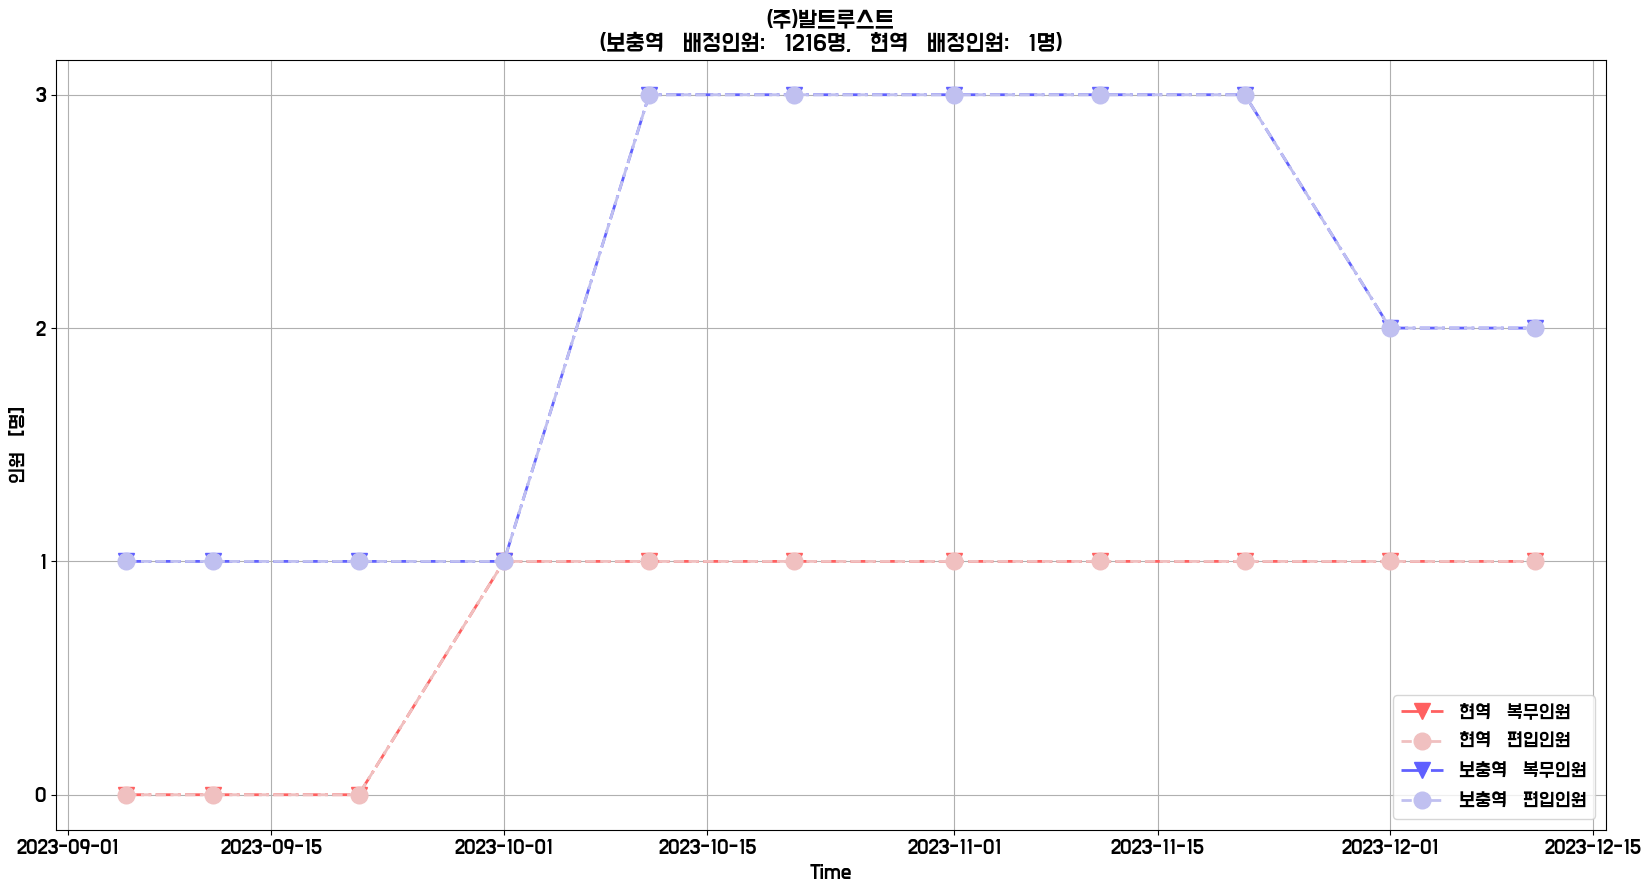 (주)발트루스트
(보충역 배정인원: 1216명, 현역 배정인원: 1명)
인원 [명]
3
2
1
0
현역 복무인원
현역 편입인원
보충역 복무인원
보충역 편입인원
2023-09-01 2023-09-15 2023-10-01 2023-10-15 2023-11-01 2023-11-15 2023-12-01 2023-12-15
Time